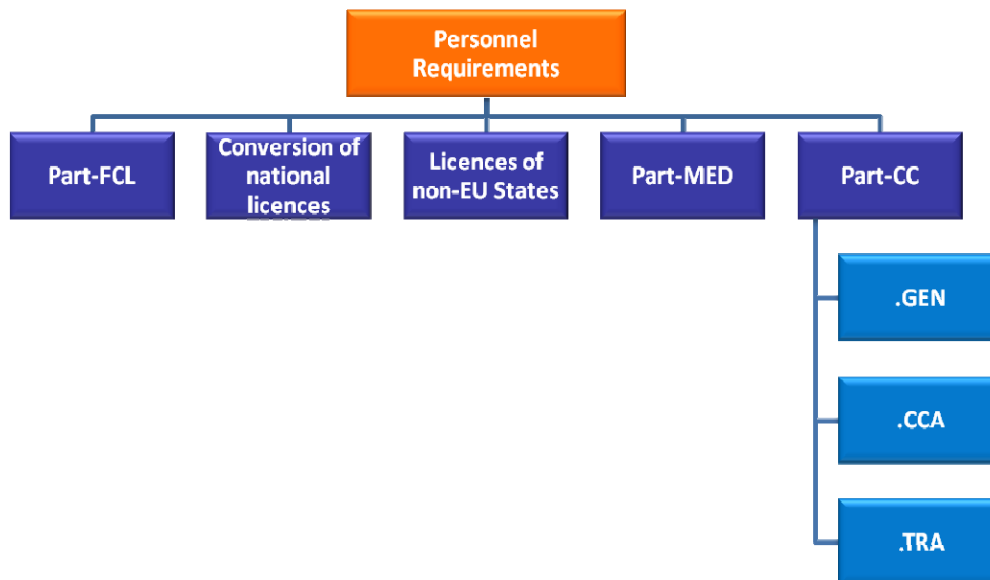 Personnel
Requirements
Part-FCL
Conversion of
national
licences
Licences of
non-EU States
Part-MED
Part-CC
.GEN
.CCA
.TRA